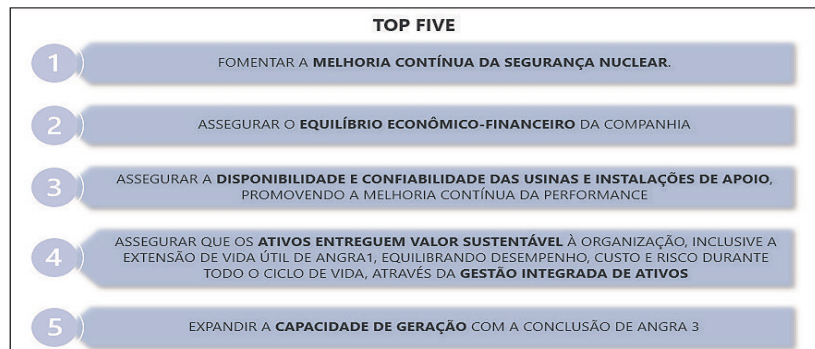 TOP FIVE
1
FOMENTAR A MELHORIA CONTÍNUA DA SEGURANÇA NUCLEAR.
2
ASSEGURAR O EQUILÍBRIO ECONÔMICO-FINANCEIRO DA COMPANHIA
3
ASSEGURAR A DISPONIBILIDADE E CONFIABILIDADE DAS USINAS E INSTALAÇÕES DE APOIO,
PROMOVENDO A MELHORIA CONTÍNUA DA PERFORMANCE
4
ASSEGURAR QUE OS ATIVOS ENTREGUEM VALOR SUSTENTÁVEL À ORGANIZAÇÃO, INCLUSIVE A
EXTENSÃO DE VIDA ÚTIL DE ANGRA1, EQUILIBRANDO DESEMPENHO, CUSTO E RISCO DURANTE
TODO O CICLO DE VIDA, ATRAVÉS DA GESTÃO INTEGRADA DE ATIVOS
5
EXPANDIR A CAPACIDADE DE GERAÇÃO COM A CONCLUSÃO DE ANGRA 3